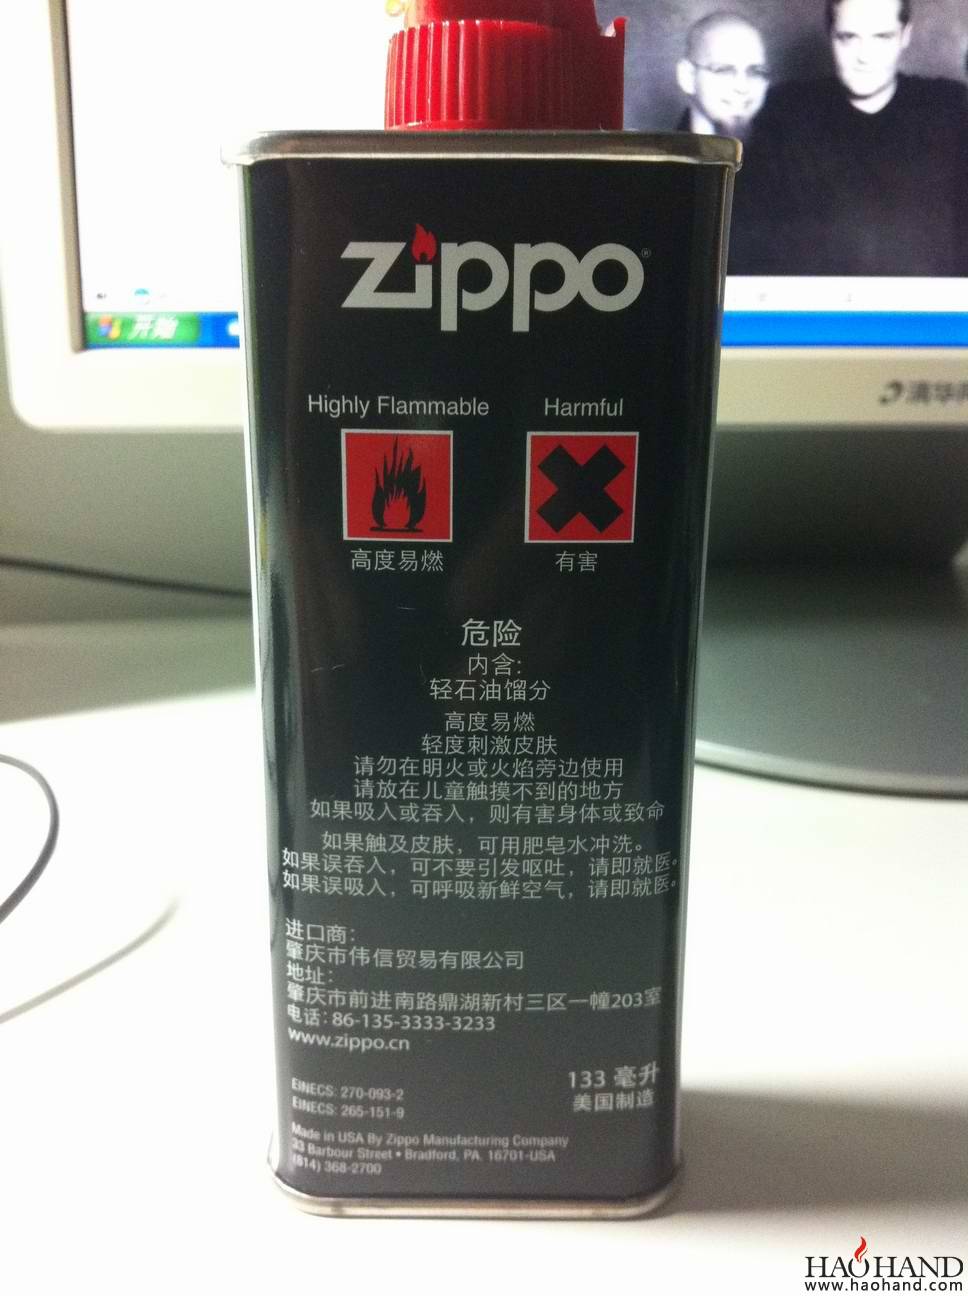 zippo®
Highly Flammable Harmful
高度易燃 有害
危险
内含:
轻石油馏分
高度易燃
轻度刺激皮肤
请勿在明火或火焰旁边使用
请放在儿童触摸不到的地方
如果吸入或吞入，则有害身体或致命
如果触及皮肤，可用肥皂水冲洗。
如果误吞入，可不要引发呕吐，请即就医。
如果误吸入，可呼吸新鲜空气，请即就医。
进口商：
肇庆市伟信贸易有限公司
地址：
肇庆市前进南路鼎湖新村三区一幢203室
电话：86-135-3333-3233
www.zippo.cn
133 毫升
美国制造
EINECS: 270-093-2
EINECS: 265-151-9
Made in USA By Zippo Manufacturing Company
33 Barbour Street • Bradford, PA. 16701-USA
(814) 368-2700
开始
清华
HAOHAND
www.haohand.com